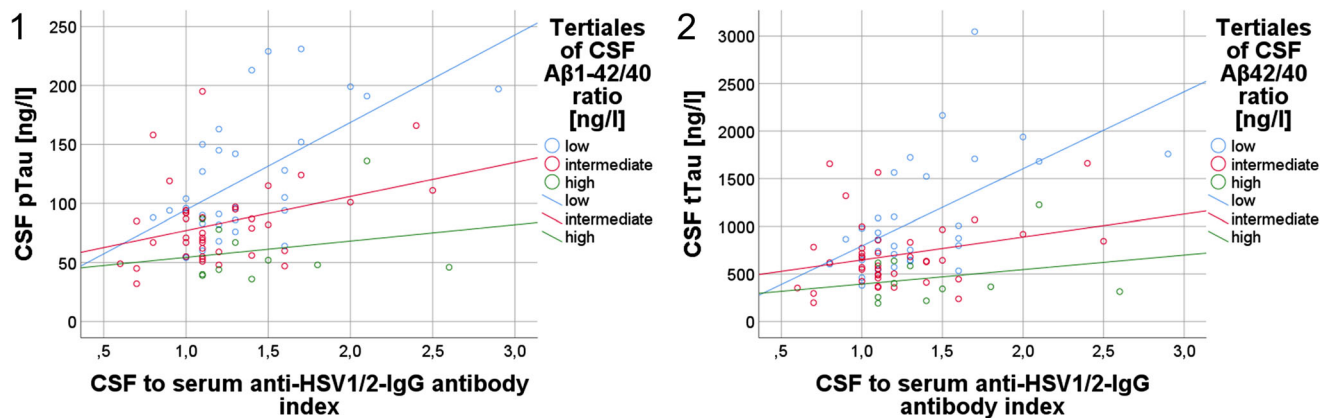 1
CSF pTau [ng/l]
250
200
150
100
50
0
,5
1,0
1,5
2,0
2,5
3,0
CSF to serum anti-HSV1/2-IgG antibody
index
Tertiales
of CSF
Aβ1-42/40
ratio
[ng/l]
low
intermediate
high
low
intermediate
high
2
CSF tTau [ng/l]
3000
2500
2000
1500
1000
500
0
,5
1,0
1,5
2,0
2,5
3,0
CSF to serum anti-HSV1/2-IgG
antibody index
Tertiales
of CSF
Aβ42/40
ratio
[ng/l]
low
intermediate
high
low
intermediate
high